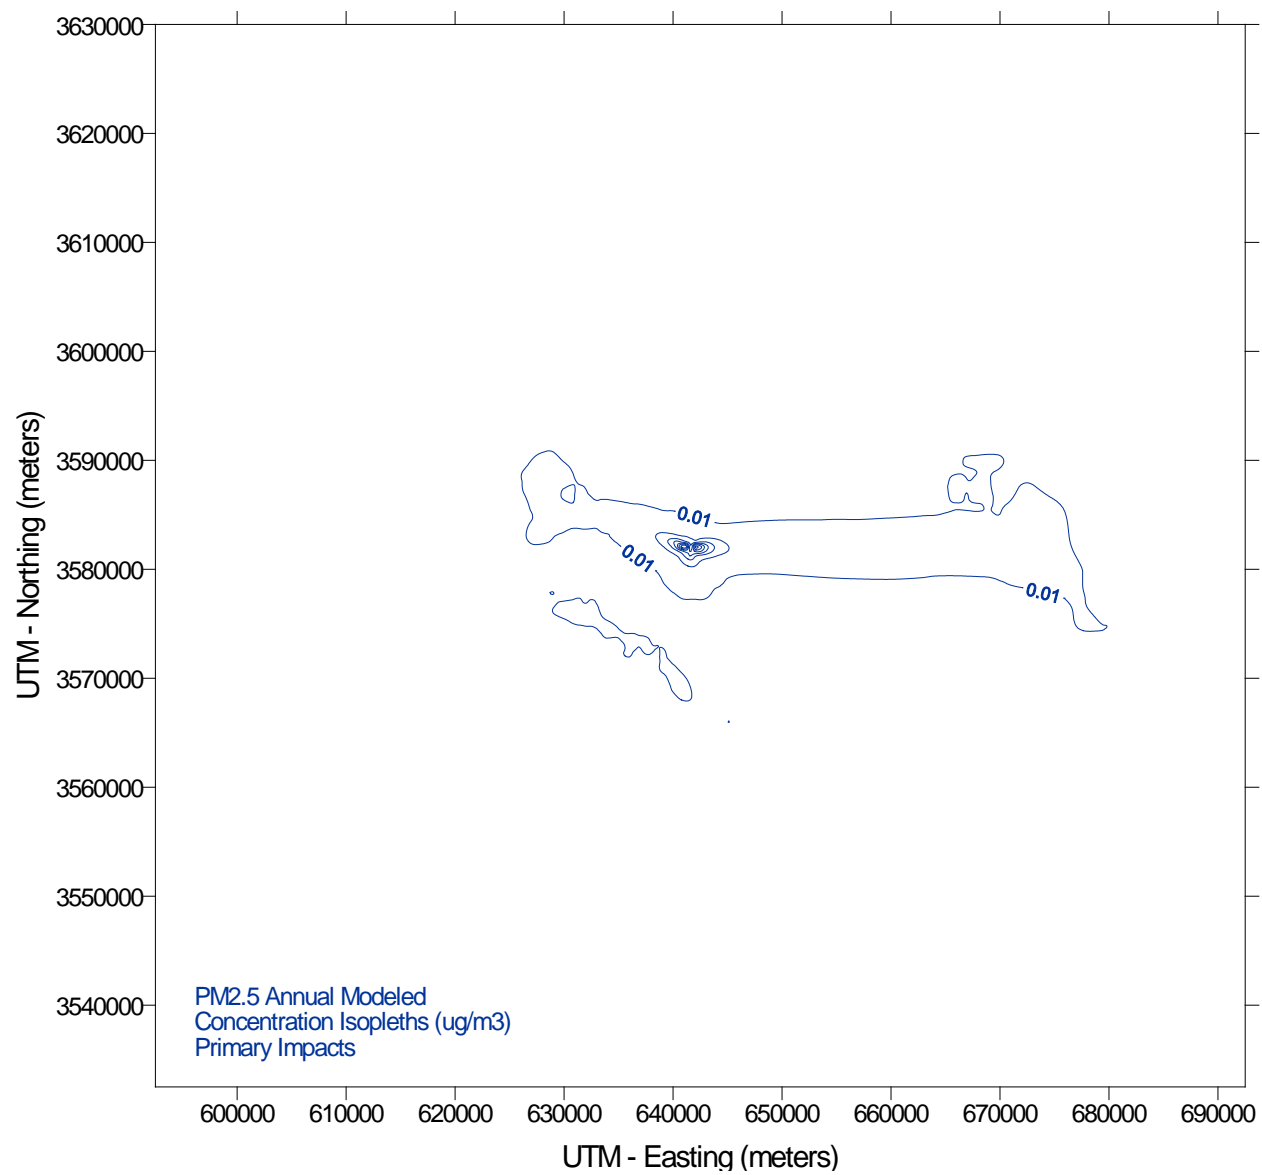 3630000
3620000
3610000
3600000
3590000
3580000
3570000
3560000
3550000
3540000
UTM - Northing (meters)
0.01
0.01
0.01
PM2.5 Annual Modeled
Concentration Isopleths (ug/m3)
Primary Impacts
600000 610000 620000 630000 640000 650000 660000 670000 680000 690000
UTM - Easting (meters)